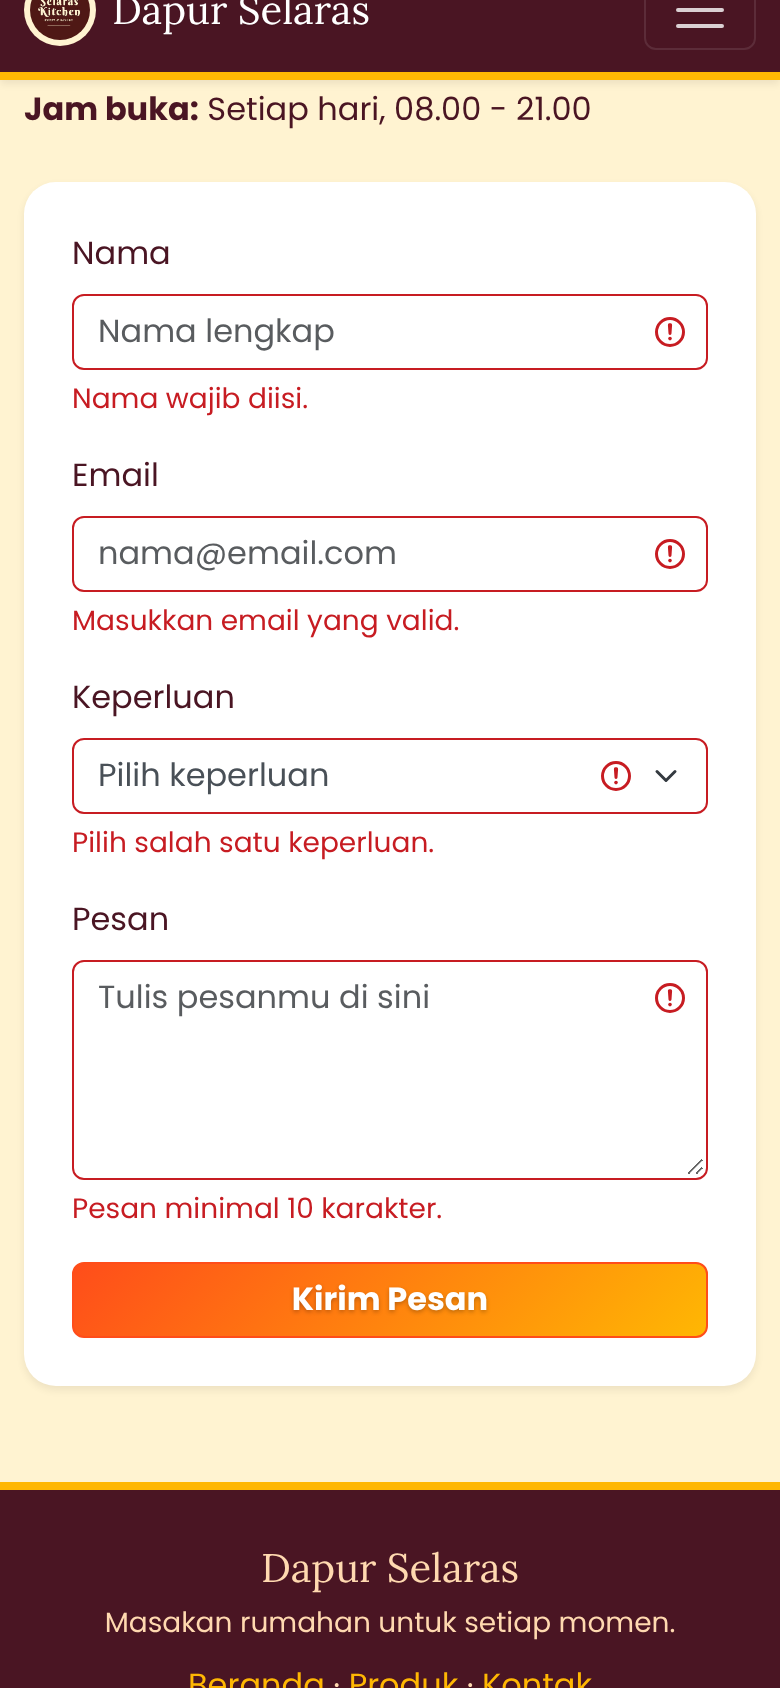 Selaras
Kitchen
Dapur Selaras
Jam buka: Setiap hari, 08.00 - 21.00
Nama
Nama lengkap
Nama wajib diisi.
Email
nama@email.com
Masukkan email yang valid.
Keperluan
Pilih keperluan
Pilih salah satu keperluan.
Pesan
Tulis pesanmu di sini
Pesan minimal 10 karakter.
Kirim Pesan
Dapur Selaras
Masakan rumahan untuk setiap momen.
Beranda · Produk · Kontak